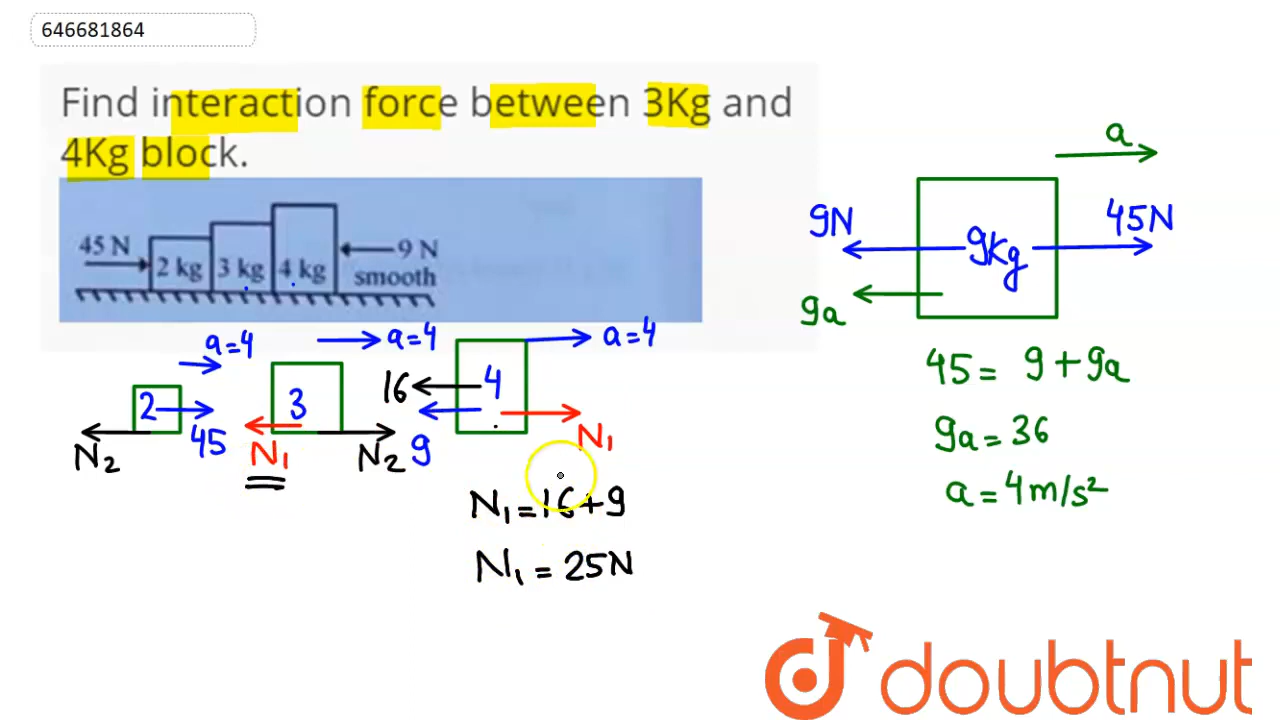 646681864
Find interaction force between 3Kg and
4Kg block.
45 N
2 kg 3 kg 4 kg
9 N
smooth
a
9N 9Kg 45N
9a
45 = 9 + 9a
9a = 36
a = 4 m/s²
a=4 a=4 a=4
2 3 16 4
N₂ 45 N₁ N₂ 9 N₁
N₁ = 16 + 9
N₁ = 25N
doubtnut